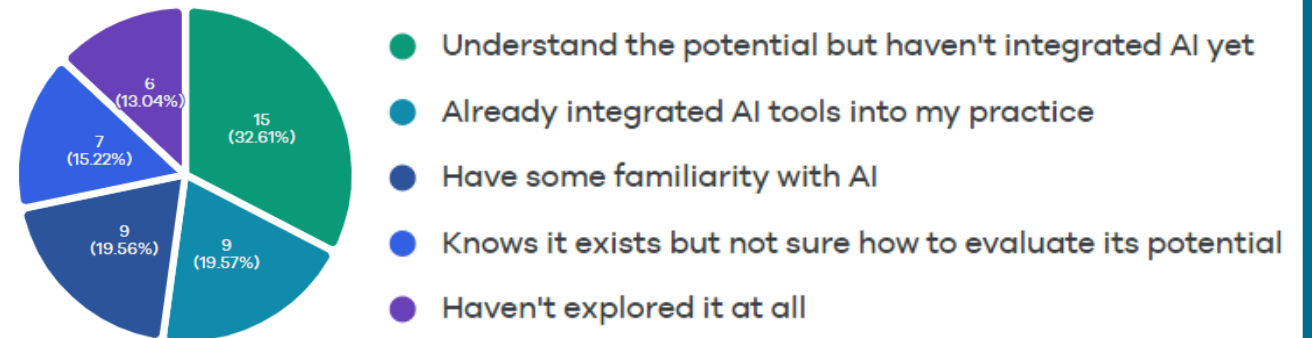 6
(13.04%)
15
(32.61%)
7
(15.22%)
9
(19.56%)
9
(19.57%)
Understand the potential but haven't integrated AI yet
Already integrated AI tools into my practice
Have some familiarity with AI
Knows it exists but not sure how to evaluate its potential
Haven't explored it at all